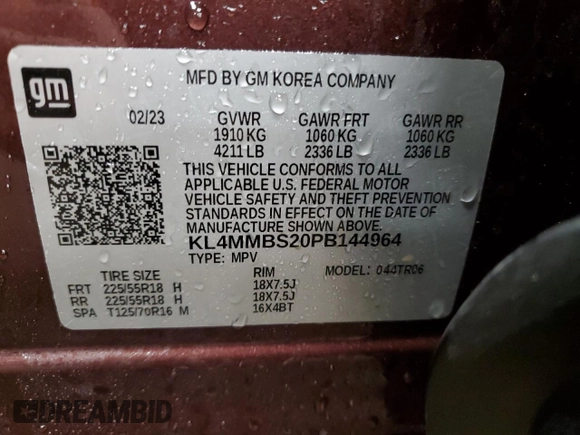 gm
MFD BY GM KOREA COMPANY
02/23 GVWR GAWR FRT GAWR RR
1910 KG 1060 KG 1060 KG
4211 LB 2336 LB 2336 LB
THIS VEHICLE CONFORMS TO ALL
APPLICABLE U.S. FEDERAL MOTOR
VEHICLE SAFETY AND THEFT PREVENTION
STANDARDS IN EFFECT ON THE DATE OF
MANUFACTURE SHOWN ABOVE.
KL4MMBS20PB144964
TYPE: MPV MODEL: 044TR06
TIRE SIZE RIM
FRT 225/55R18 H 18X7.5J
RR 225/55R18 H 18X7.5J
SPA T125/70R16 M 16X4BT
DREAMBID